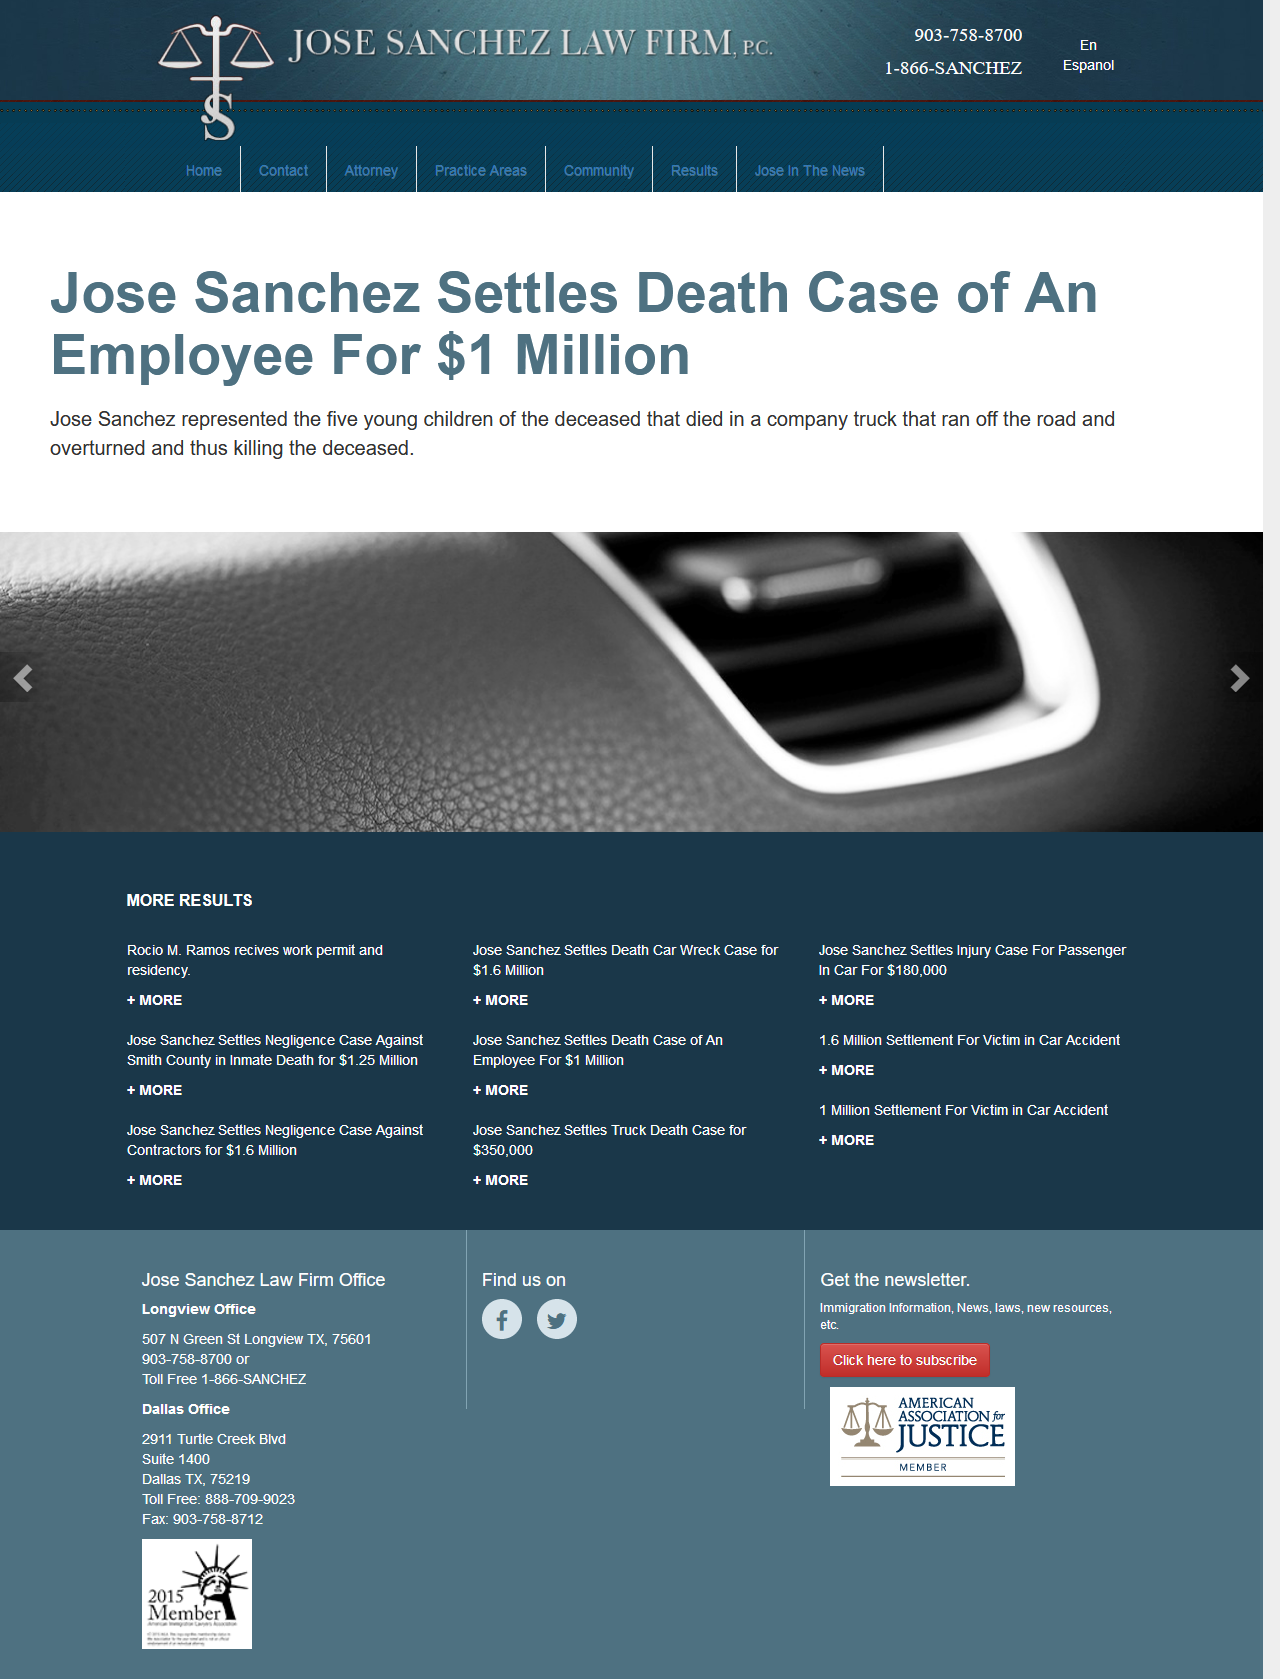 JOSE SANCHEZ LAW FIRM, P.C.
903-758-8700
1-866-SANCHEZ
En
Espanol
S
Home
Contact
Attorney
Practice Areas
Community
Results
Jose In The News
Jose Sanchez Settles Death Case of An
Employee For $1 Million
Jose Sanchez represented the five young children of the deceased that died in a company truck that ran off the road and
overturned and thus killing the deceased.
MORE RESULTS
Rocio M. Ramos recives work permit and
residency.
+ MORE
Jose Sanchez Settles Negligence Case Against
Smith County in Inmate Death for $1.25 Million
+ MORE
Jose Sanchez Settles Negligence Case Against
Contractors for $1.6 Million
+ MORE
Jose Sanchez Settles Death Car Wreck Case for
$1.6 Million
+ MORE
Jose Sanchez Settles Death Case of An
Employee For $1 Million
+ MORE
Jose Sanchez Settles Truck Death Case for
$350,000
+ MORE
Jose Sanchez Settles Injury Case For Passenger
In Car For $180,000
+ MORE
1.6 Million Settlement For Victim in Car Accident
+ MORE
1 Million Settlement For Victim in Car Accident
+ MORE
Jose Sanchez Law Firm Office
Longview Office
507 N Green St Longview TX, 75601
903-758-8700 or
Toll Free 1-866-SANCHEZ
Dallas Office
2911 Turtle Creek Blvd
Suite 1400
Dallas TX, 75219
Toll Free: 888-709-9023
Fax: 903-758-8712
2015
Member
American Immigration Lawyers Association
Find us on
Get the newsletter.
Immigration Information, News, laws, new resources,
etc.
Click here to subscribe
AMERICAN
ASSOCIATION for
JUSTICE
MEMBER